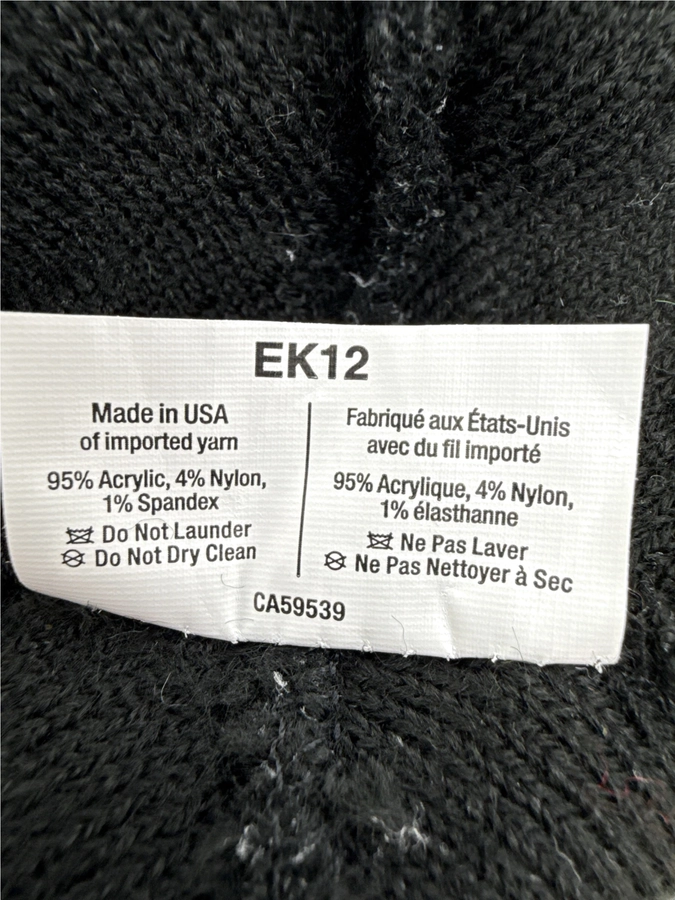 EK12
Made in USA
of imported yarn
95% Acrylic, 4% Nylon,
1% Spandex
Do Not Launder
Do Not Dry Clean
Fabriqué aux États-Unis
avec du fil importé
95% Acrylique, 4% Nylon,
1% élasthanne
Ne Pas Laver
Ne Pas Nettoyer à Sec
CA59539